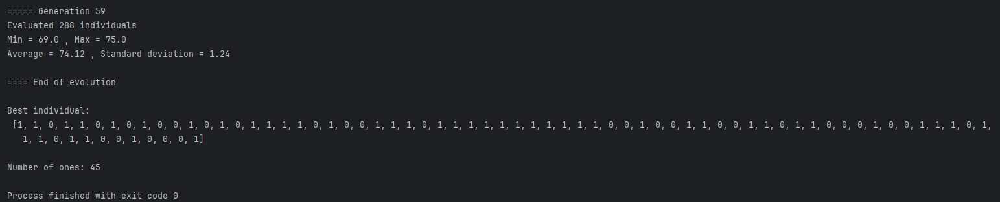 ===== Generation 59
Evaluated 288 individuals
Min = 69.0 , Max = 75.0
Average = 74.12 , Standard deviation = 1.24
==== End of evolution
Best individual:
[1, 1, 0, 1, 1, 0, 1, 0, 1, 0, 0, 1, 0, 1, 0, 1, 1, 1, 1, 0, 1, 0, 0, 1, 1, 1, 0, 1, 1, 1, 1, 1, 1, 1, 1, 1, 1, 1, 0, 0, 1, 0, 0, 1, 1, 0, 0, 1, 1, 0, 1, 1, 0, 0, 0, 1, 0, 0, 1, 1, 1, 0, 1,
1, 1, 0, 1, 1, 0, 0, 1, 0, 0, 0, 1]
Number of ones: 45
Process finished with exit code 0